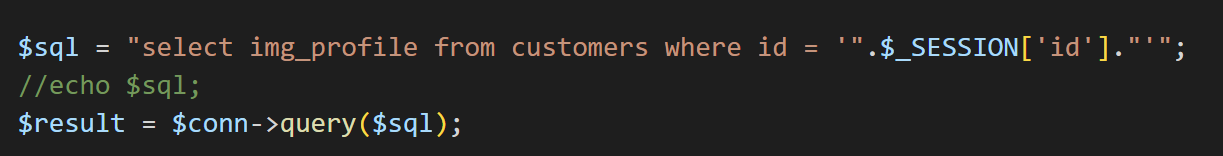 $sql = "select img_profile from customers where id = '".$_SESSION['id']."'";
//echo $sql;
$result = $conn->query($sql);